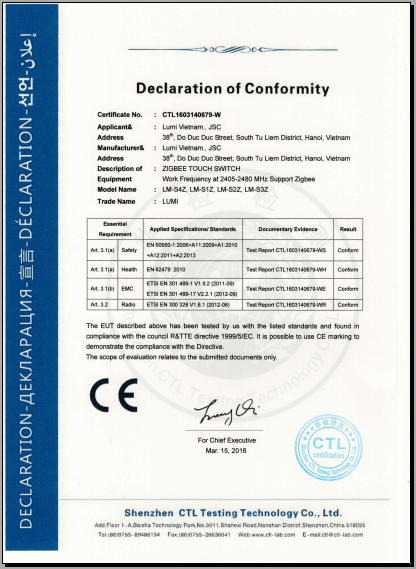 DECLARATION-ДЕКЛАРАЦИЯ-宣言-DÉCLARATION-선언-إعلان
Declaration of Conformity
Certificate No. : CTL1603140679-W
Applicant& : Lumi Vietnam., JSC
Address 38th, Do Duc Duc Street, South Tu Liem District, Hanoi, Vietnam
Manufacturer& : Lumi Vietnam., JSC
Address 38th, Do Duc Duc Street, South Tu Liem District, Hanoi, Vietnam
Description of : ZIGBEE TOUCH SWITCH
Equipment Work Frequency at 2405-2480 MHz Support Zigbee
Model Name : LM-S4Z, LM-S1Z, LM-S2Z, LM-S3Z
Trade Name : LUMI
Essential Requirement Applied Specifications/ Standards Documentary Evidence Result
Art. 3.1(a) Safety EN 60950-1:2006+A11:2009+A1:2010 +A12:2011+A2:2013 Test Report CTL1603140679-WS Conform
Art. 3.1(a) Health EN 62479: 2010 Test Report CTL1603140679-WH Conform
Art. 3.1(b) EMC ETSI EN 301 489-1 V1.9.2 (2011-09) ETSI EN 301 489-17 V2.2.1 (2012-09) Test Report CTL1603140679-WE Conform
Art. 3.2 Radio ETSI EN 300 328 V1.8.1 (2012-06) Test Report CTL1603140679-WR Conform
The EUT described above has been tested by us with the listed standards and found in
compliance with the council R&TTE directive 1999/5/EC. It is possible to use CE marking to
demonstrate the compliance with the Directive.
The scope of evaluation relates to the submitted documents only.
CE
For Chief Executive
Mar. 15, 2016
CTL
certification
Shenzhen CTL Testing Technology Co., Ltd.
Add:Floor 1-A,Baisha Technology Park,No.3011,Shahexi Road,Nanshan District,Shenzhen,China 518055
Tel:(86)0755-89486194 Fax:(86)0755-26636041 Web:www.ctl-lab.com E-mail:ctl@ctl-lab.com